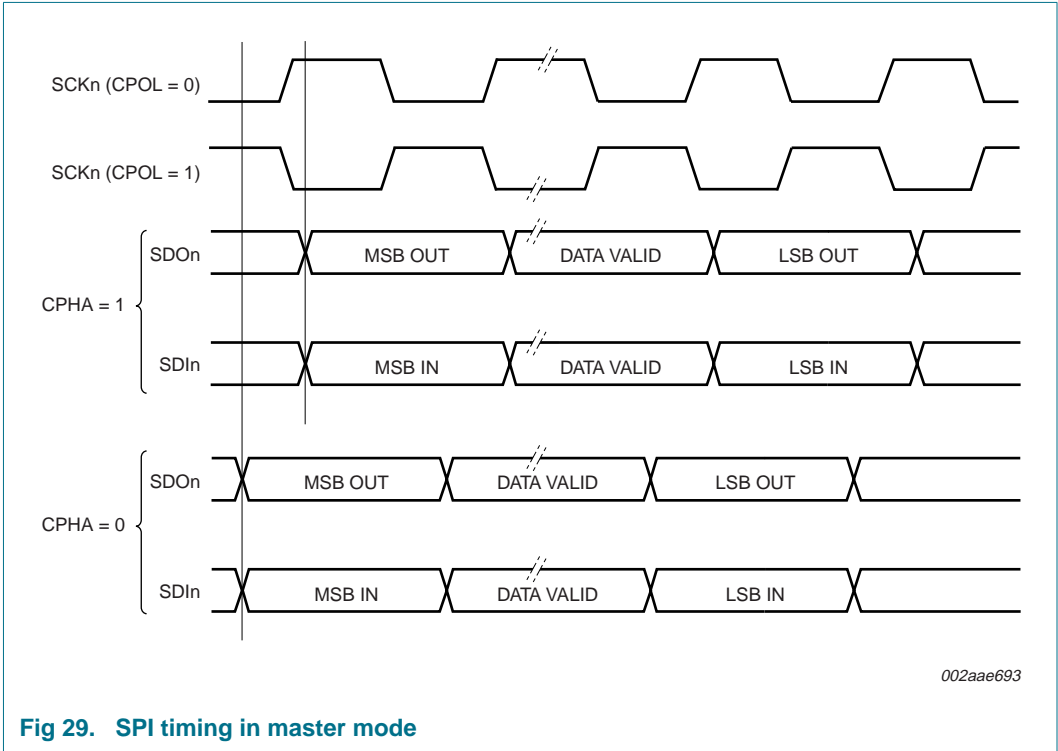 SCKn (CPOL = 0)
SCKn (CPOL = 1)
CPHA = 1
SDOn
MSB OUT
DATA VALID
LSB OUT
SDIn
MSB IN
DATA VALID
LSB IN
CPHA = 0
SDOn
MSB OUT
DATA VALID
LSB OUT
SDIn
MSB IN
DATA VALID
LSB IN
002aae693
Fig 29. SPI timing in master mode